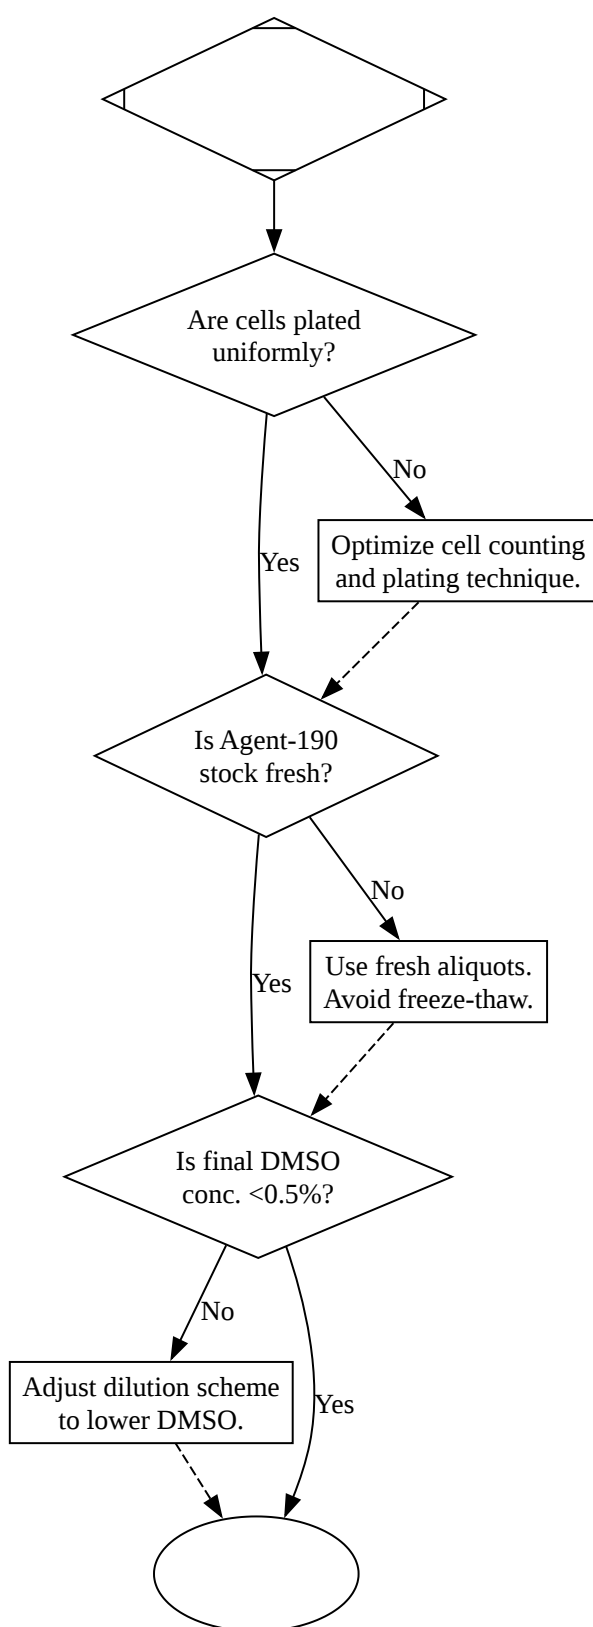 Are cells plated
uniformly?
No
Optimize cell counting
and plating technique.
Yes
Is Agent-190
stock fresh?
No
Use fresh aliquots.
Avoid freeze-thaw.
Yes
Is final DMSO
conc. <0.5%?
No
Adjust dilution scheme
to lower DMSO.
Yes